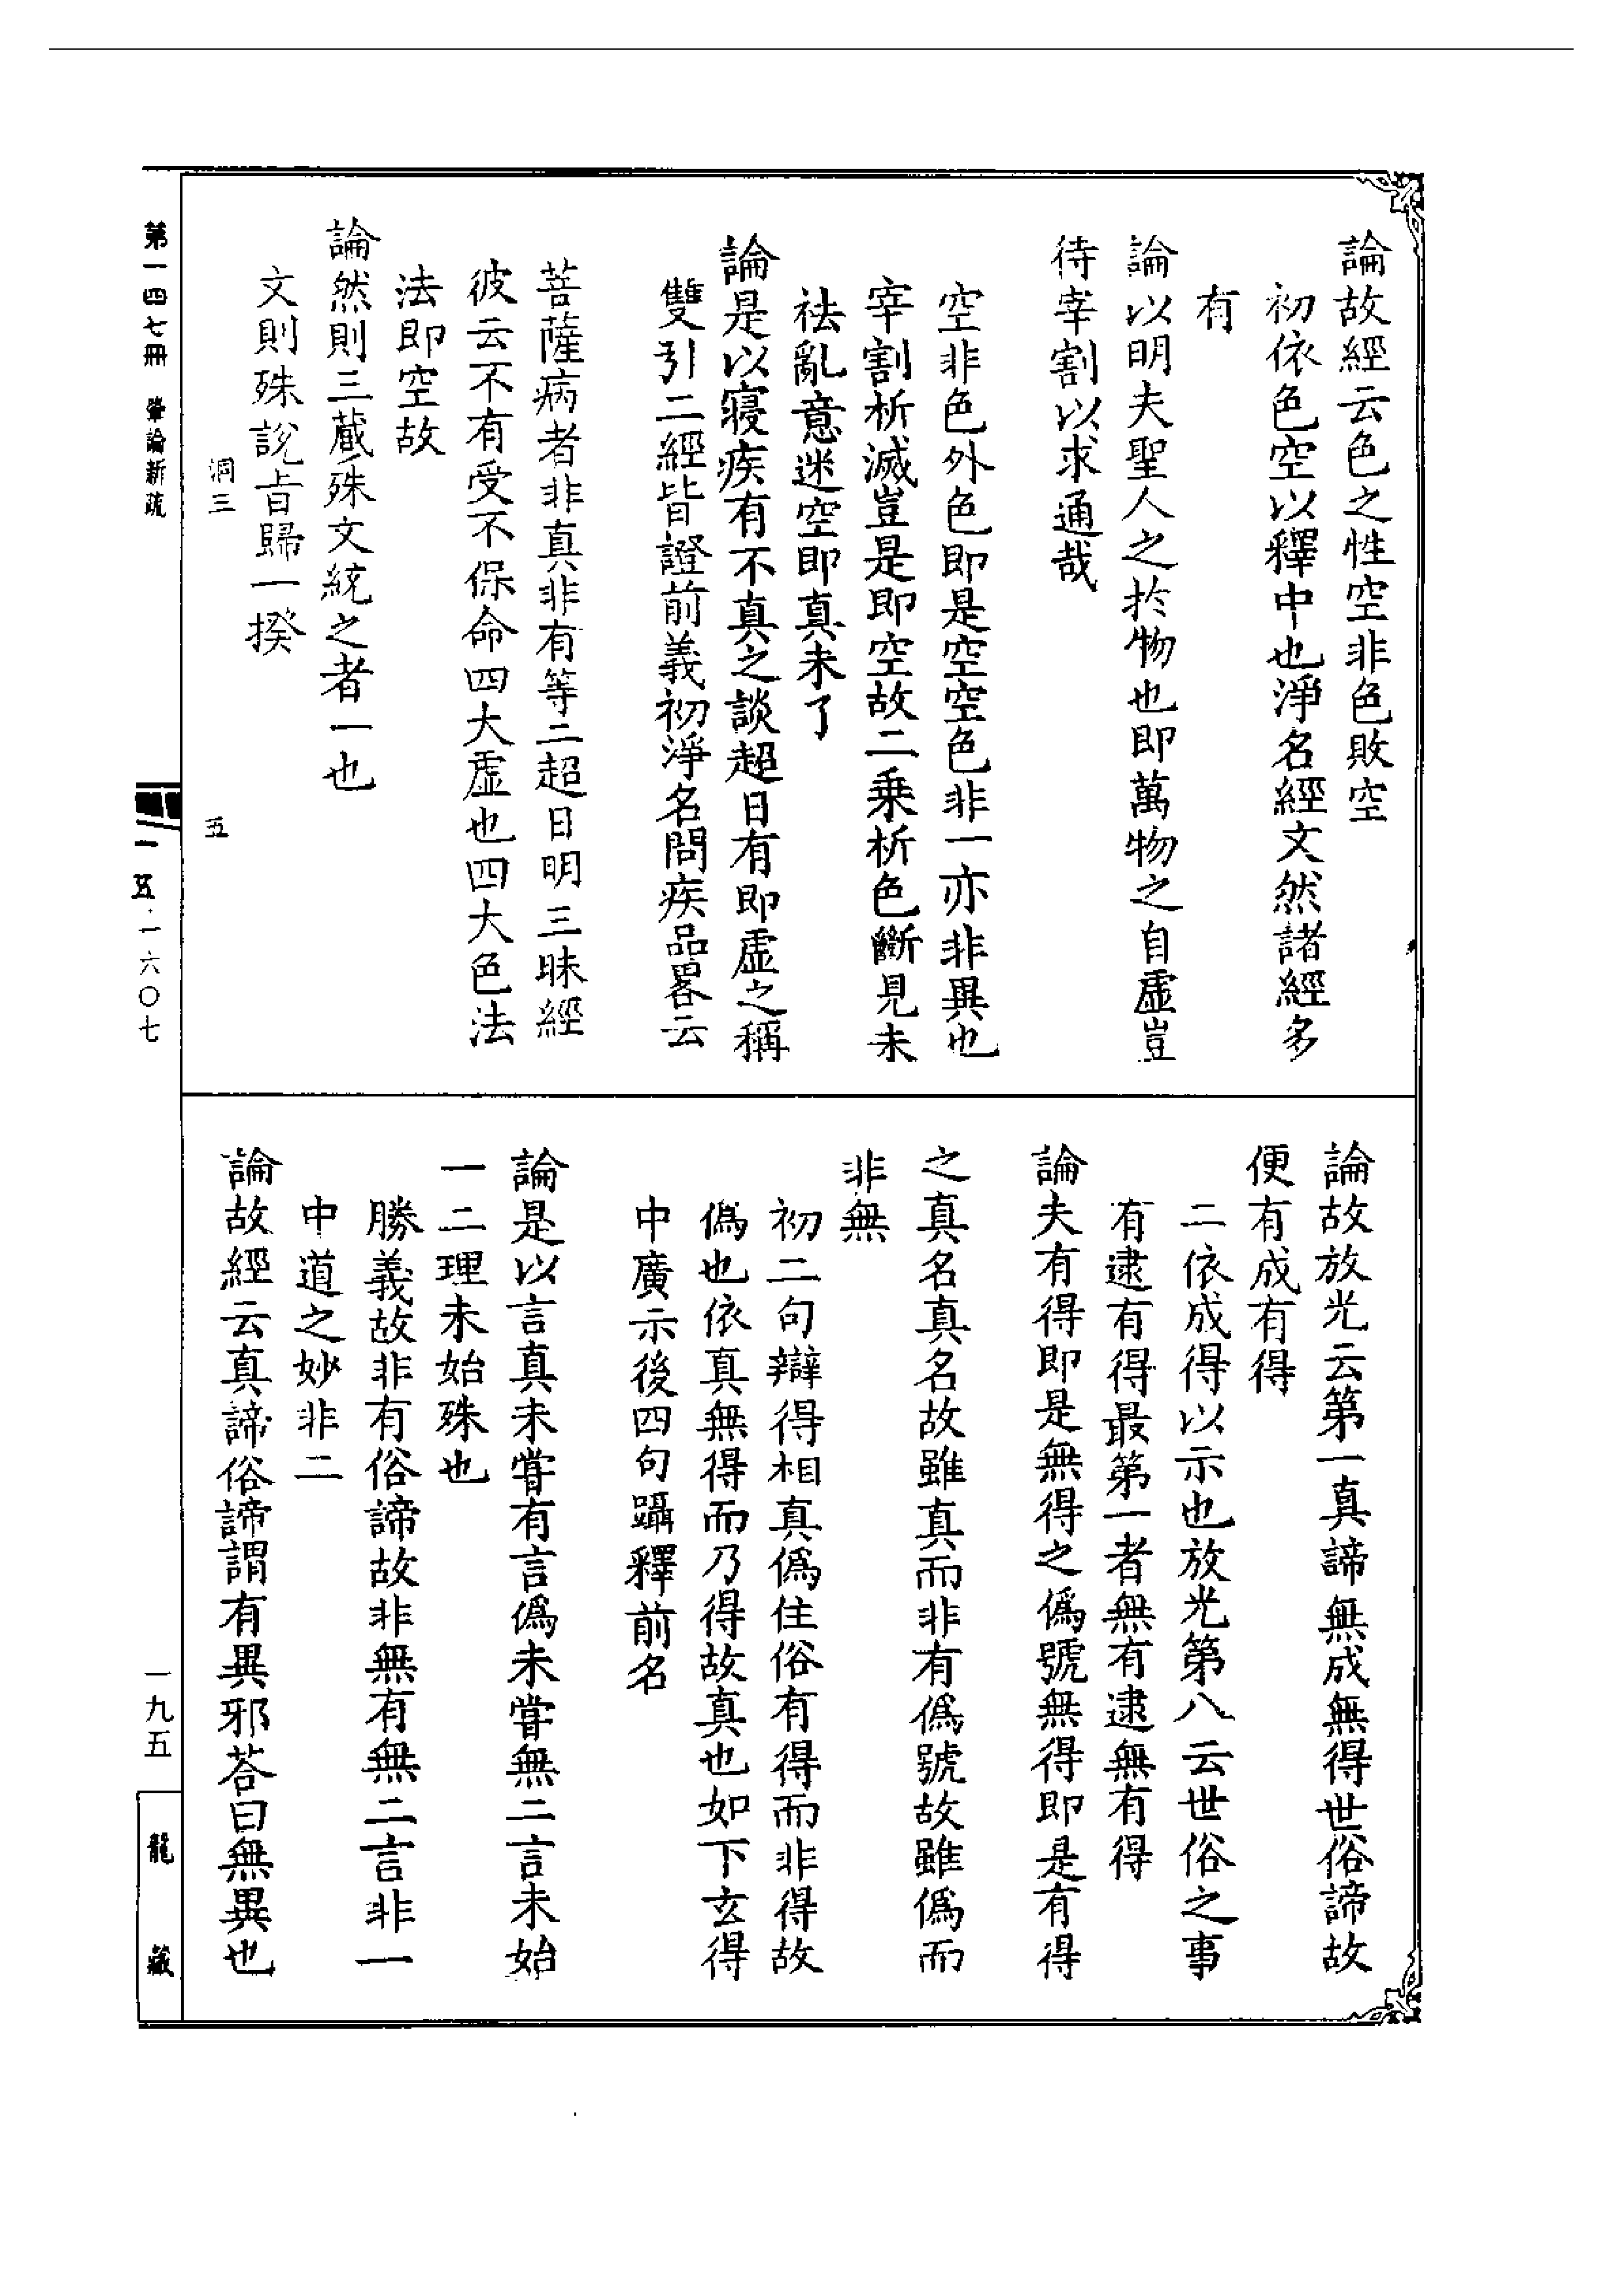 論故經云色之性空非色敗空
初依色空以釋中也淨名經文然諸經多
有
論以明夫聖人之於物也即萬物之自虛豈
待宰割以求通哉
空非色外色即是空空色非一亦非異也
宰割析滅豈是即空故二乗析色斷見未
祛亂意迷空即真未了
論是以寢疾有不真之談超日有即虛之稱
雙引二經皆證前義初淨名問疾品畧云
菩薩病者非真非有等二超日明三昧經
彼云不有受不保命四大虛也四大色法
法即空故
論然則三藏殊文統之者一也
文則殊說旨歸一揆
洞三
五
論故放光云第一真諦無成無得世俗諦故
便有成有得
二依成得以示也放光第八云世俗之事
有逮有得最第一者無有逮無有得
論夫有得即是無得之偽號無得即是有得
之真名真名故雖真而非有偽號故雖偽而
非無
初二句辯得相真偽住俗有得而非得故
偽也依真無得而乃得故真也如下玄得
中廣示後四句躡釋前名
論是以言真未甞有言偽未甞無二言未始
一二理未始殊也
勝義故非有俗諦故非無有無二言非一
中道之妙非二
論故經云真諦俗諦謂有異邪荅曰無異也
第一四七冊 肇論新疏
一五·一六〇七
一九五
龍藏